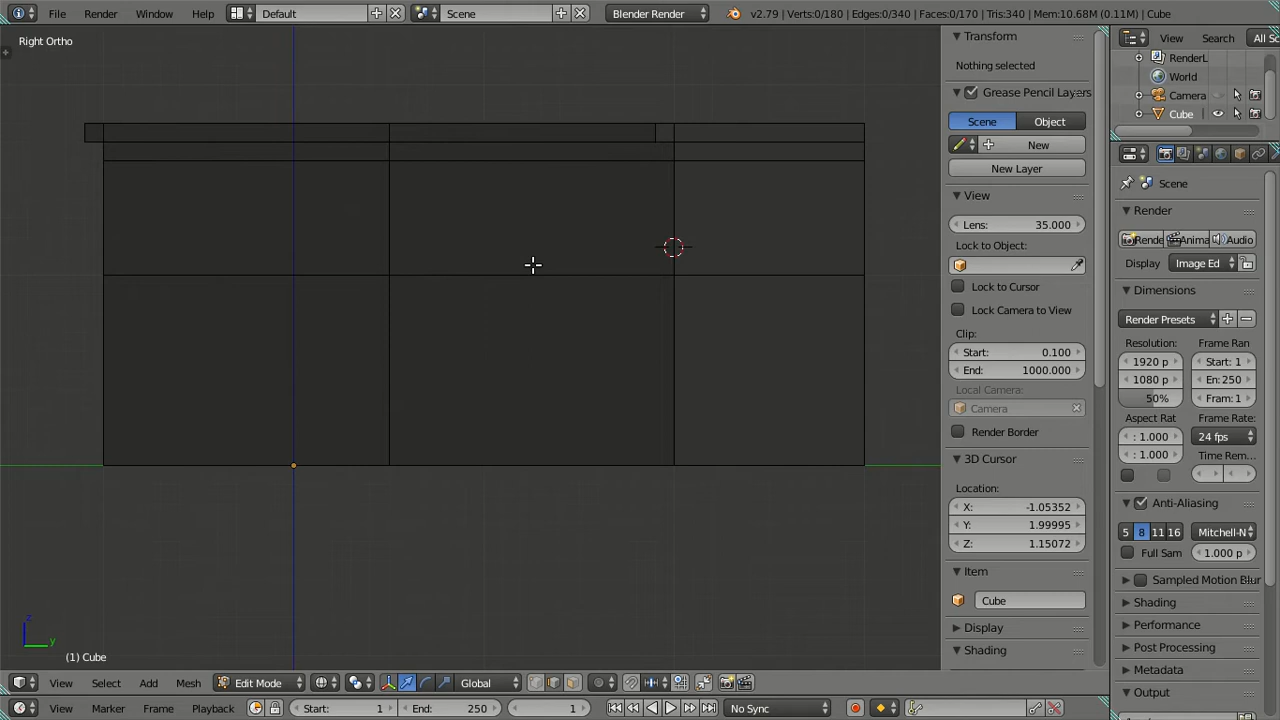 File Render Window Help Default Scene Blender Render v2.79 | Verts:0/180 | Edges:0/340 | Faces:0/170 | Tris:340 | Mem:10.68M (0.11M) | Cube
Right Ortho
Transform
Nothing selected
Grease Pencil Layers
Scene Object
New
New Layer
View
Lens: 35.000
Lock to Object:
Lock to Cursor
Lock Camera to View
Clip:
Start: 0.100
End: 1000.000
Local Camera:
Camera
Render Border
3D Cursor
Location:
X: -1.05352
Y: 1.99995
Z: 1.15072
Item
Cube
Display
Shading
View Search All Sc
RenderL
World
Camera
Cube
Scene
Render
Rende Anima Audio
Display Image Ed
Dimensions
Render Presets
Resolution: Frame Ran
1920 p Start: 1
1080 p En: 250
50% Fram: 1
Aspect Rat Frame Rate:
: 1.000 24 fps
: 1.000 Time Rem...
Anti-Aliasing
5 8 11 16 Mitchell-N
Full Sam 1.000 p
Sampled Motion Blur
Shading
Performance
Post Processing
Metadata
Output
z
y
(1) Cube
View Select Add Mesh Edit Mode Global
View Marker Frame Playback Start: 1 End: 250 1 No Sync